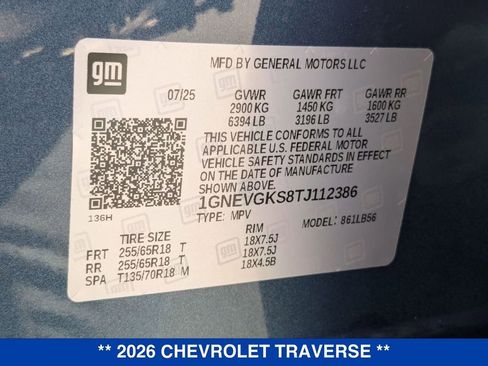 gm
MFD BY GENERAL MOTORS LLC
07/25 GVWR GAWR FRT GAWR RR
2900 KG 1450 KG 1600 KG
6394 LB 3196 LB 3527 LB
THIS VEHICLE CONFORMS TO ALL
APPLICABLE U.S. FEDERAL MOTOR
VEHICLE SAFETY STANDARDS IN EFFECT
ON THE DATE OF MANUFACTURE
SHOWN ABOVE.
1GNEVGKS8TJ112386
136H
TYPE: MPV MODEL: 861LB56
TIRE SIZE RIM
FRT 255/65R18 T 18X7.5J
RR 255/65R18 T 18X7.5J
SPA T135/70R18 M 18X4.5B
** 2026 CHEVROLET TRAVERSE **